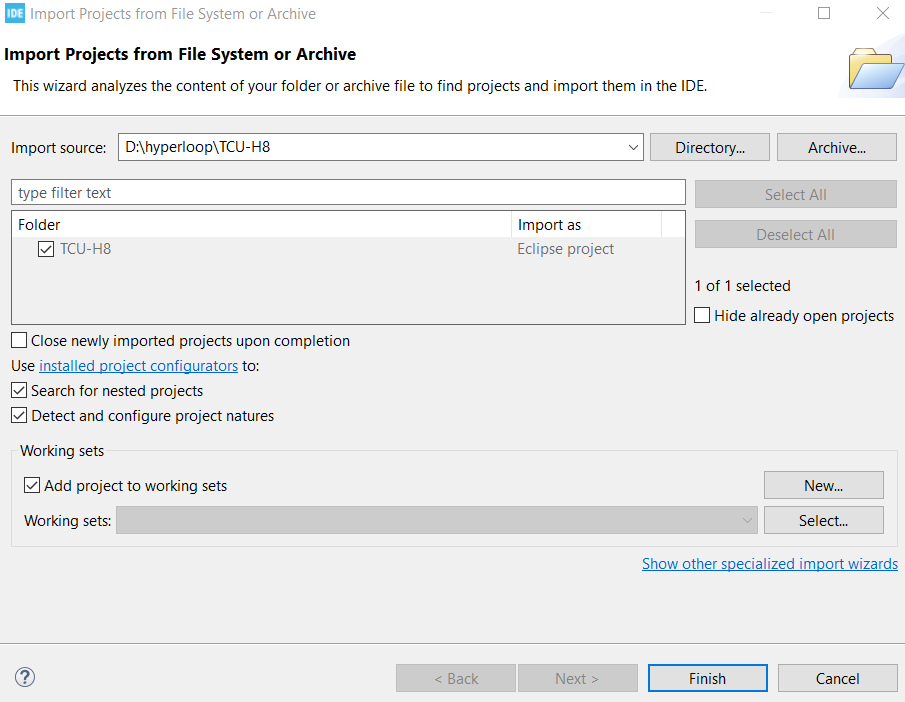 IDE Import Projects from File System or Archive
Import Projects from File System or Archive
This wizard analyzes the content of your folder or archive file to find projects and import them in the IDE.
Import source: D:\hyperloop\TCU-H8 Directory... Archive...
type filter text Select All
Folder Import as
Deselect All
TCU-H8 Eclipse project
1 of 1 selected
Hide already open projects
Close newly imported projects upon completion
Use installed project configurators to:
Search for nested projects
Detect and configure project natures
Working sets
Add project to working sets New...
Working sets: Select...
Show other specialized import wizards
? < Back Next > Finish Cancel